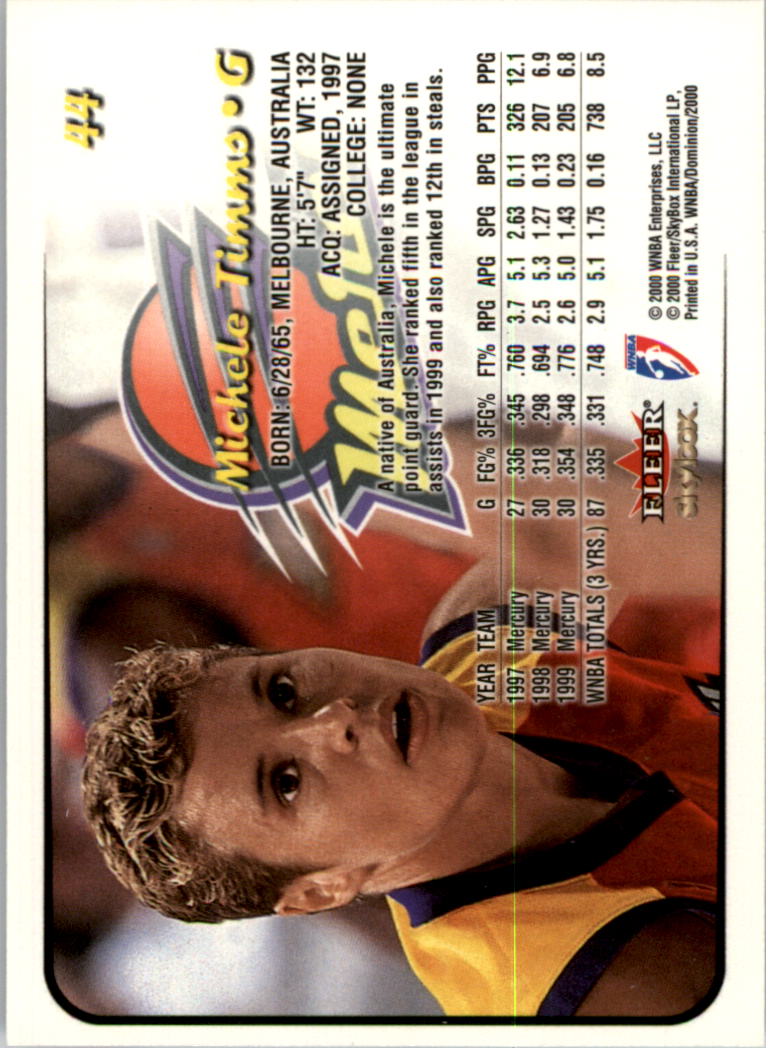 44
Michele Timms • G
BORN: 6/28/65, MELBOURNE, AUSTRALIA
HT: 5'7" WT: 132
ACQ: ASSIGNED, 1997
COLLEGE: NONE
A native of Australia, Michele is the ultimate
point guard. She ranked fifth in the league in
assists in 1999 and also ranked 12th in steals.
YEAR TEAM G FG% 3FG% FT% RPG APG SPG BPG PTS PPG
1997 Mercury 27 .336 .345 .760 3.7 5.1 2.63 0.11 326 12.1
1998 Mercury 30 .318 .298 .694 2.5 5.3 1.27 0.13 207 6.9
1999 Mercury 30 .354 .348 .776 2.6 5.0 1.43 0.23 205 6.8
WNBA TOTALS (3 YRS.) 87 .335 .331 .748 2.9 5.1 1.75 0.16 738 8.5
FLEER®
skybox.
WNBA
© 2000 WNBA Enterprises, LLC
© 2000 Fleer/SkyBox International LP,
Printed in U.S.A. WNBA/Dominion/2000